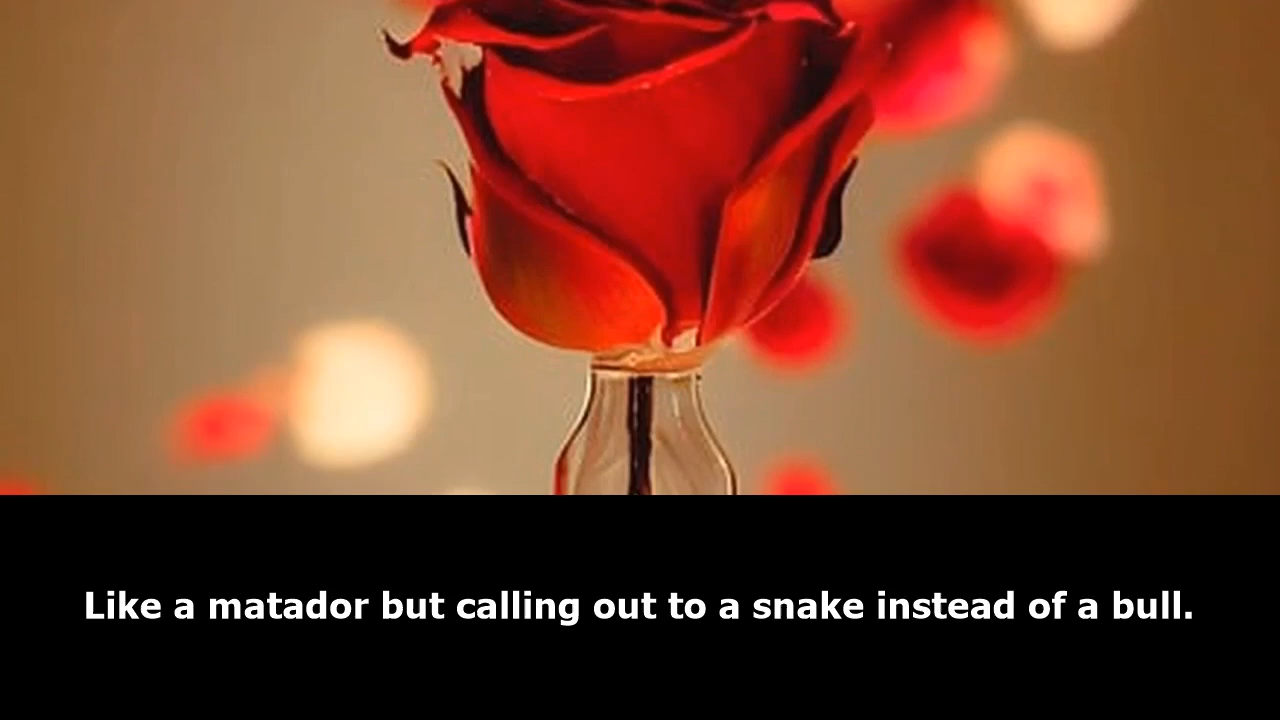 Like a matador but calling out to a snake instead of a bull.